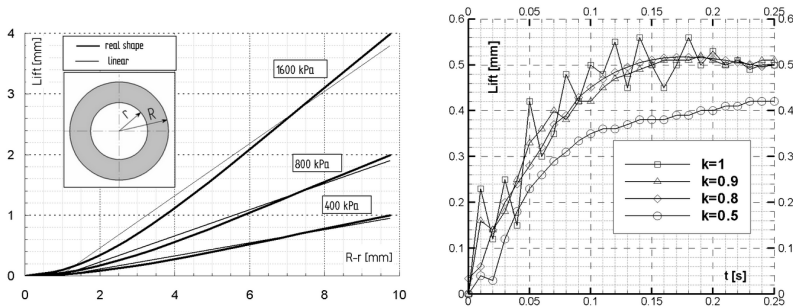 4
Lift [mm]
real shape
linear
1600 kPa
3
r
R
2
800 kPa
1
400 kPa
R-r [mm]
0
0 2 4 6 8 10
0 0.05 0.1 0.15 0.2 0.25
0.6 0.6
Lift [mm]
0.5 0.5
0.4 0.4
0.3 0.3
k=1
k=0.9
0.2 0.2
k=0.8
k=0.5
0.1 0.1
t [s]
0 0
0 0.05 0.1 0.15 0.2 0.25